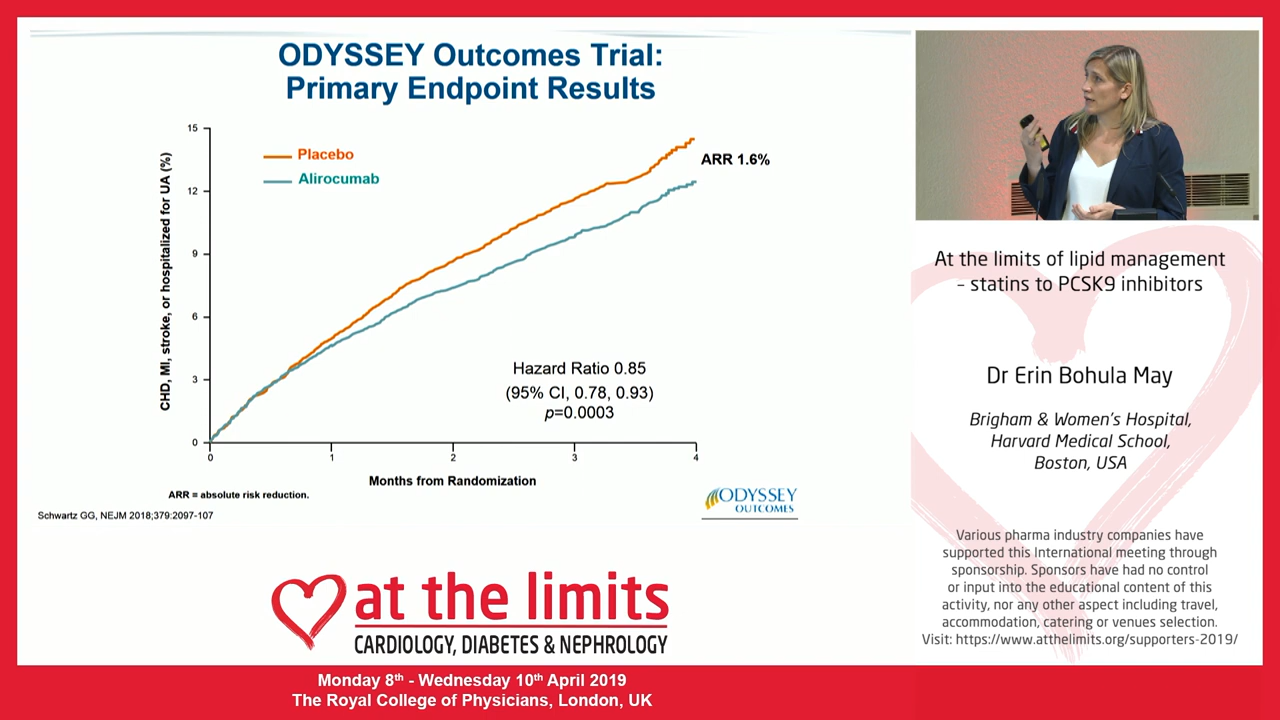 ODYSSEY Outcomes Trial:
Primary Endpoint Results
15
12
9
6
3
0
CHD, MI, stroke, or hospitalized for UA (%)
Placebo
Alirocumab
ARR 1.6%
Hazard Ratio 0.85
(95% CI, 0.78, 0.93)
p=0.0003
0
1
2
3
4
Months from Randomization
ARR = absolute risk reduction.
Schwartz GG, NEJM 2018;379:2097-107
ODYSSEY
OUTCOMES
At the limits of lipid management
– statins to PCSK9 inhibitors
Dr Erin Bohula May
Brigham & Women's Hospital,
Harvard Medical School,
Boston, USA
Various pharma industry companies have
supported this International meeting through
sponsorship. Sponsors have had no control
or input into the educational content of this
activity, nor any other aspect including travel,
accommodation, catering or venues selection.
Visit: https://www.atthelimits.org/supporters-2019/
at the limits
CARDIOLOGY, DIABETES & NEPHROLOGY
Monday 8th - Wednesday 10th April 2019
The Royal College of Physicians, London, UK